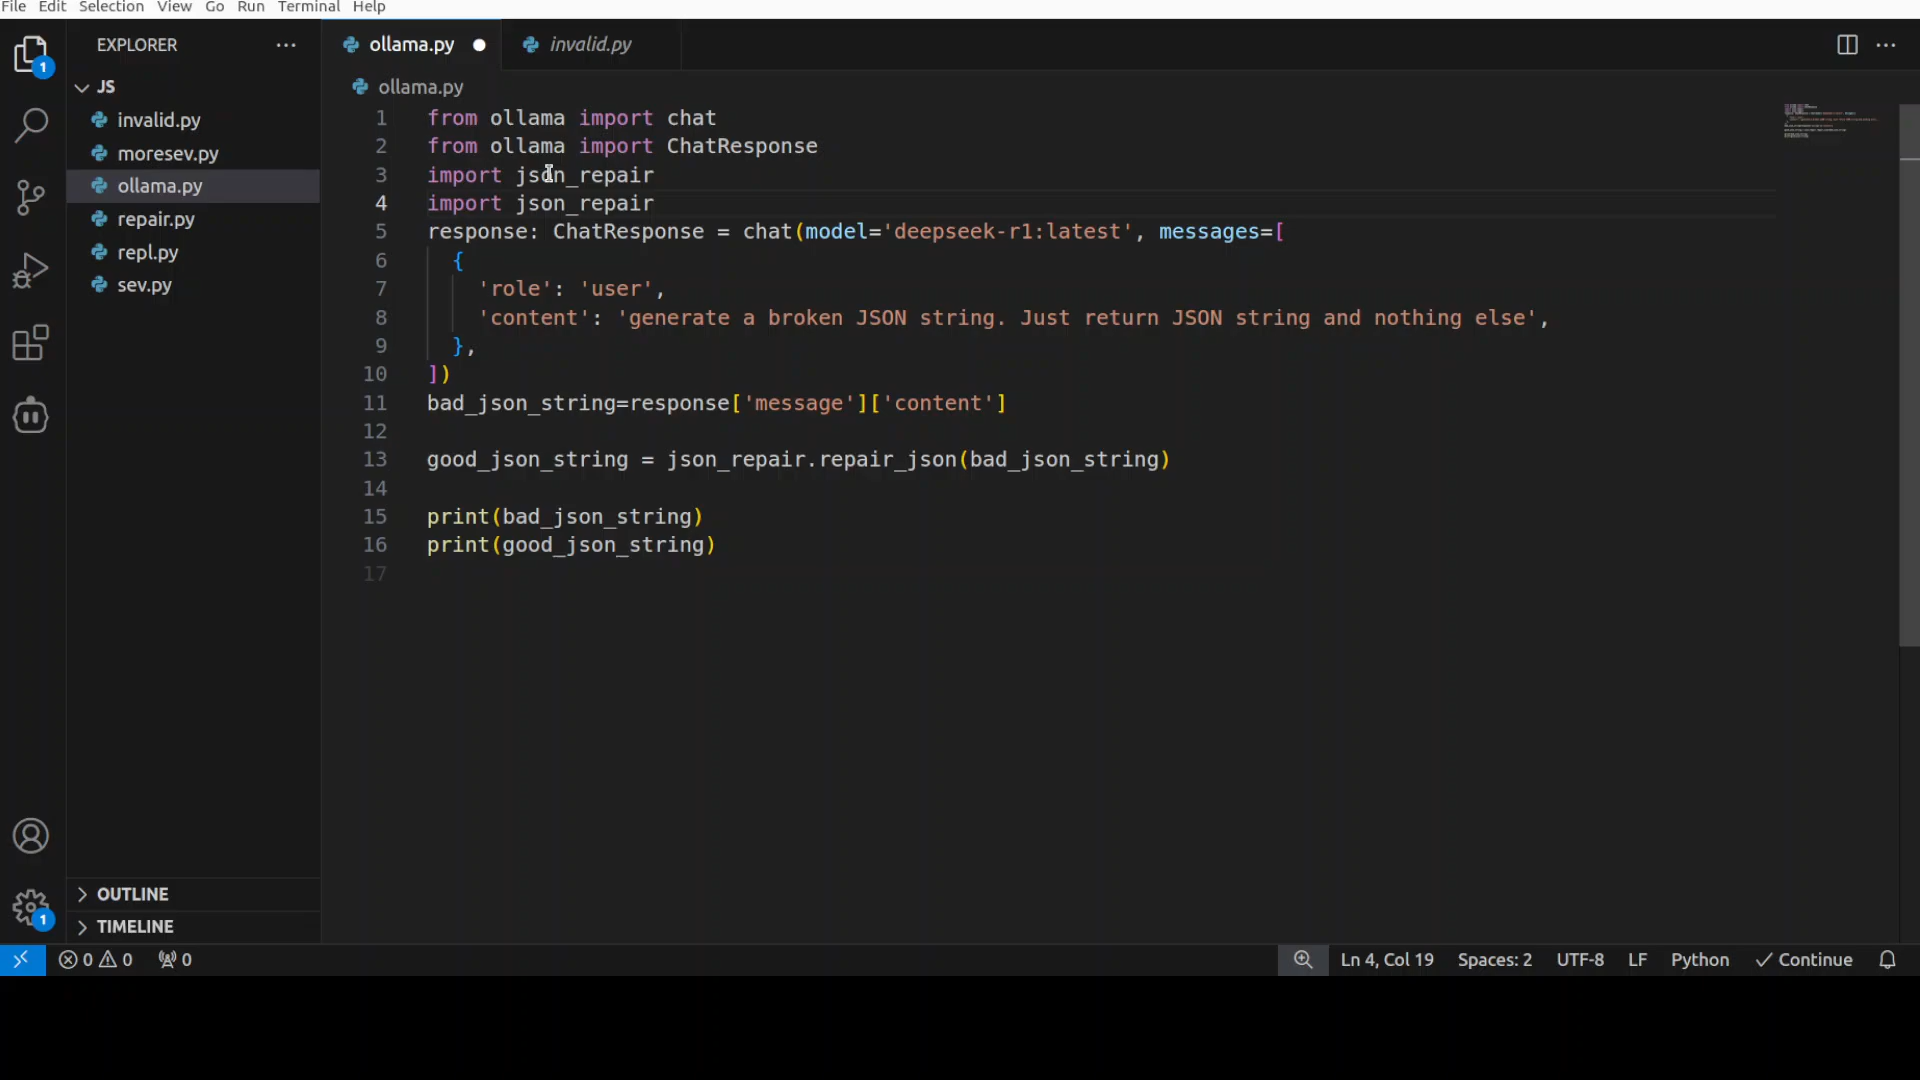 File Edit Selection View Go Run Terminal Help
EXPLORER
ollama.py
invalid.py
JS
ollama.py
invalid.py
moresev.py
ollama.py
repair.py
repl.py
sev.py
1 from ollama import chat
2 from ollama import ChatResponse
3 import json_repair
4 import json_repair
5 response: ChatResponse = chat(model='deepseek-r1:latest', messages=[
6 {
7 'role': 'user',
8 'content': 'generate a broken JSON string. Just return JSON string and nothing else',
9 },
10 ])
11 bad_json_string=response['message']['content']
12
13 good_json_string = json_repair.repair_json(bad_json_string)
14
15 print(bad_json_string)
16 print(good_json_string)
17
1
OUTLINE
1
TIMELINE
0 0 0 Ln 4, Col 19 Spaces: 2 UTF-8 LF Python Continue